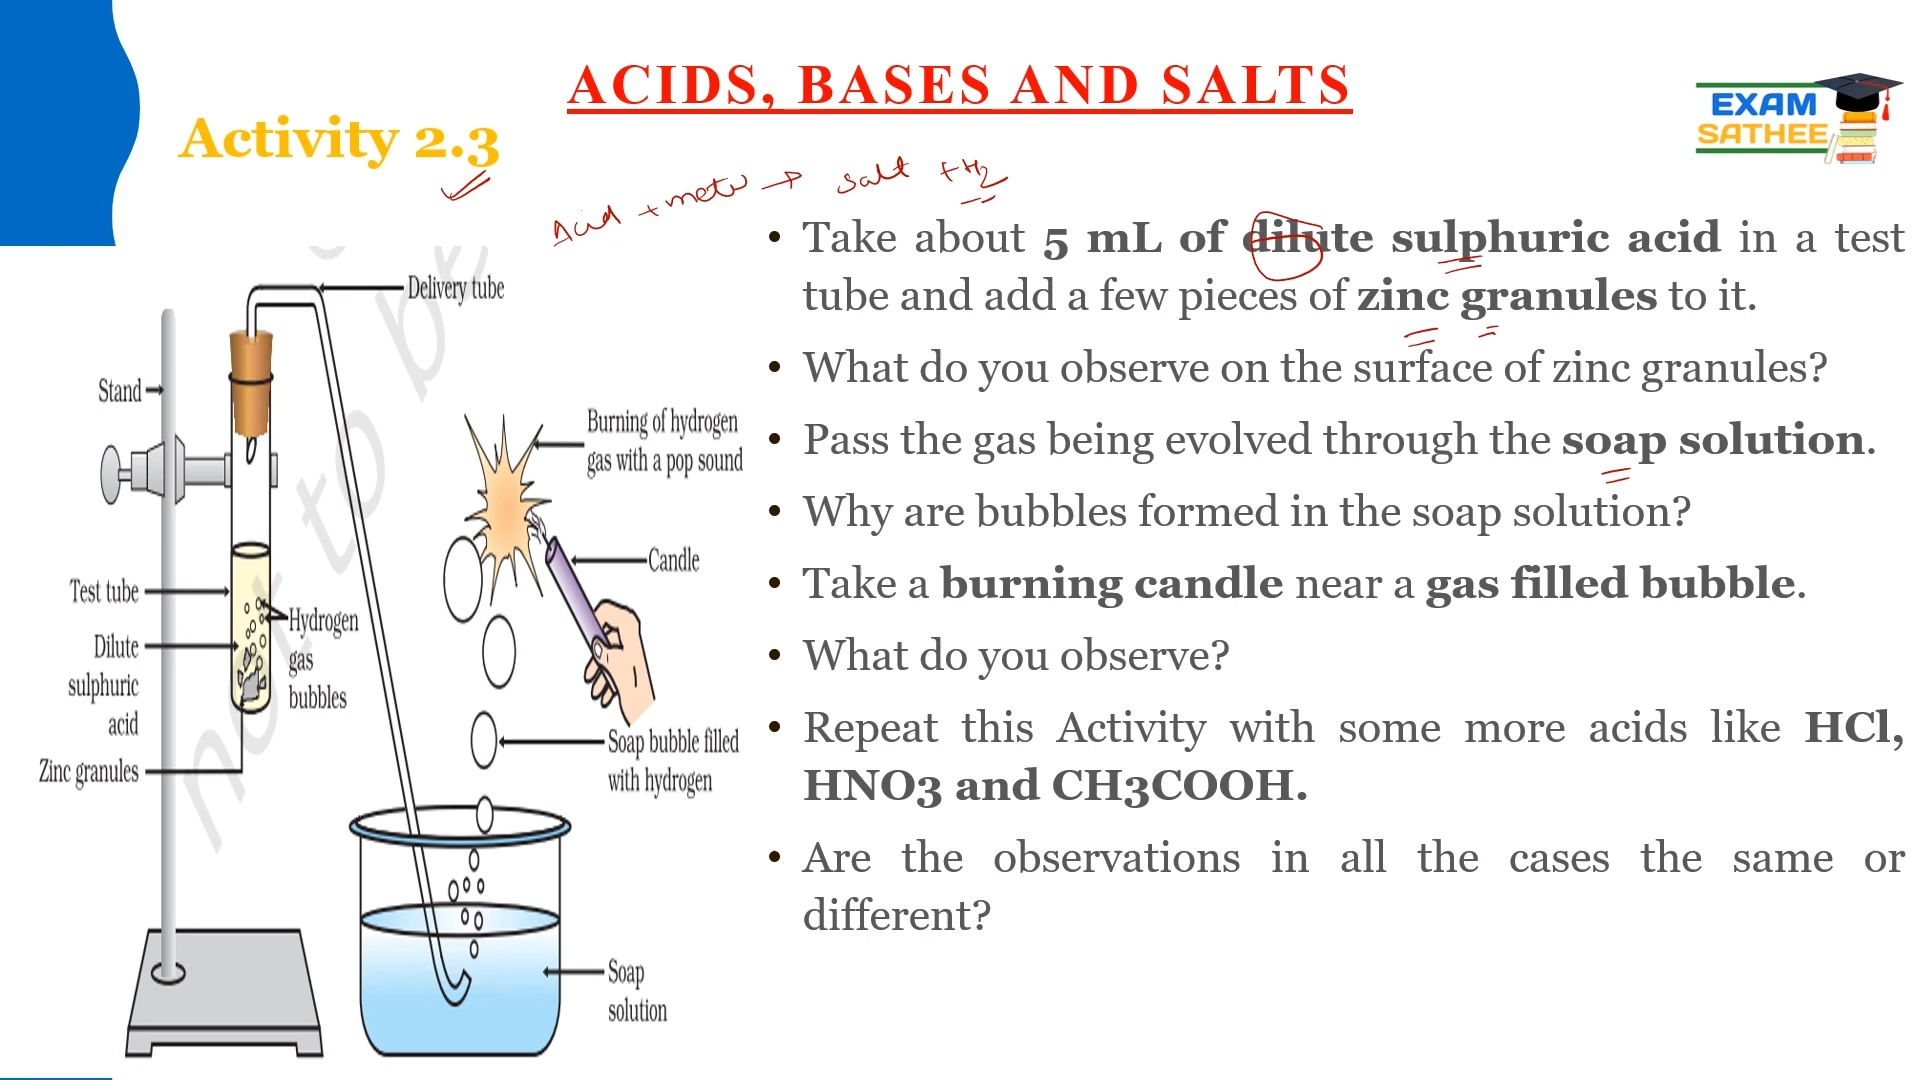 ACIDS, BASES AND SALTS
EXAM
SATHEE
Activity 2.3
Acid + metal → salt + H2
• Take about 5 mL of dilute sulphuric acid in a test
tube and add a few pieces of zinc granules to it.
• What do you observe on the surface of zinc granules?
• Pass the gas being evolved through the soap solution.
• Why are bubbles formed in the soap solution?
• Take a burning candle near a gas filled bubble.
• What do you observe?
• Repeat this Activity with some more acids like HCl,
HNO3 and CH3COOH.
• Are the observations in all the cases the same or
different?
Delivery tube
Stand
Burning of hydrogen
gas with a pop sound
Candle
Test tube
Hydrogen
gas
bubbles
Dilute
sulphuric
acid
Zinc granules
Soap bubble filled
with hydrogen
Soap
solution
not to be